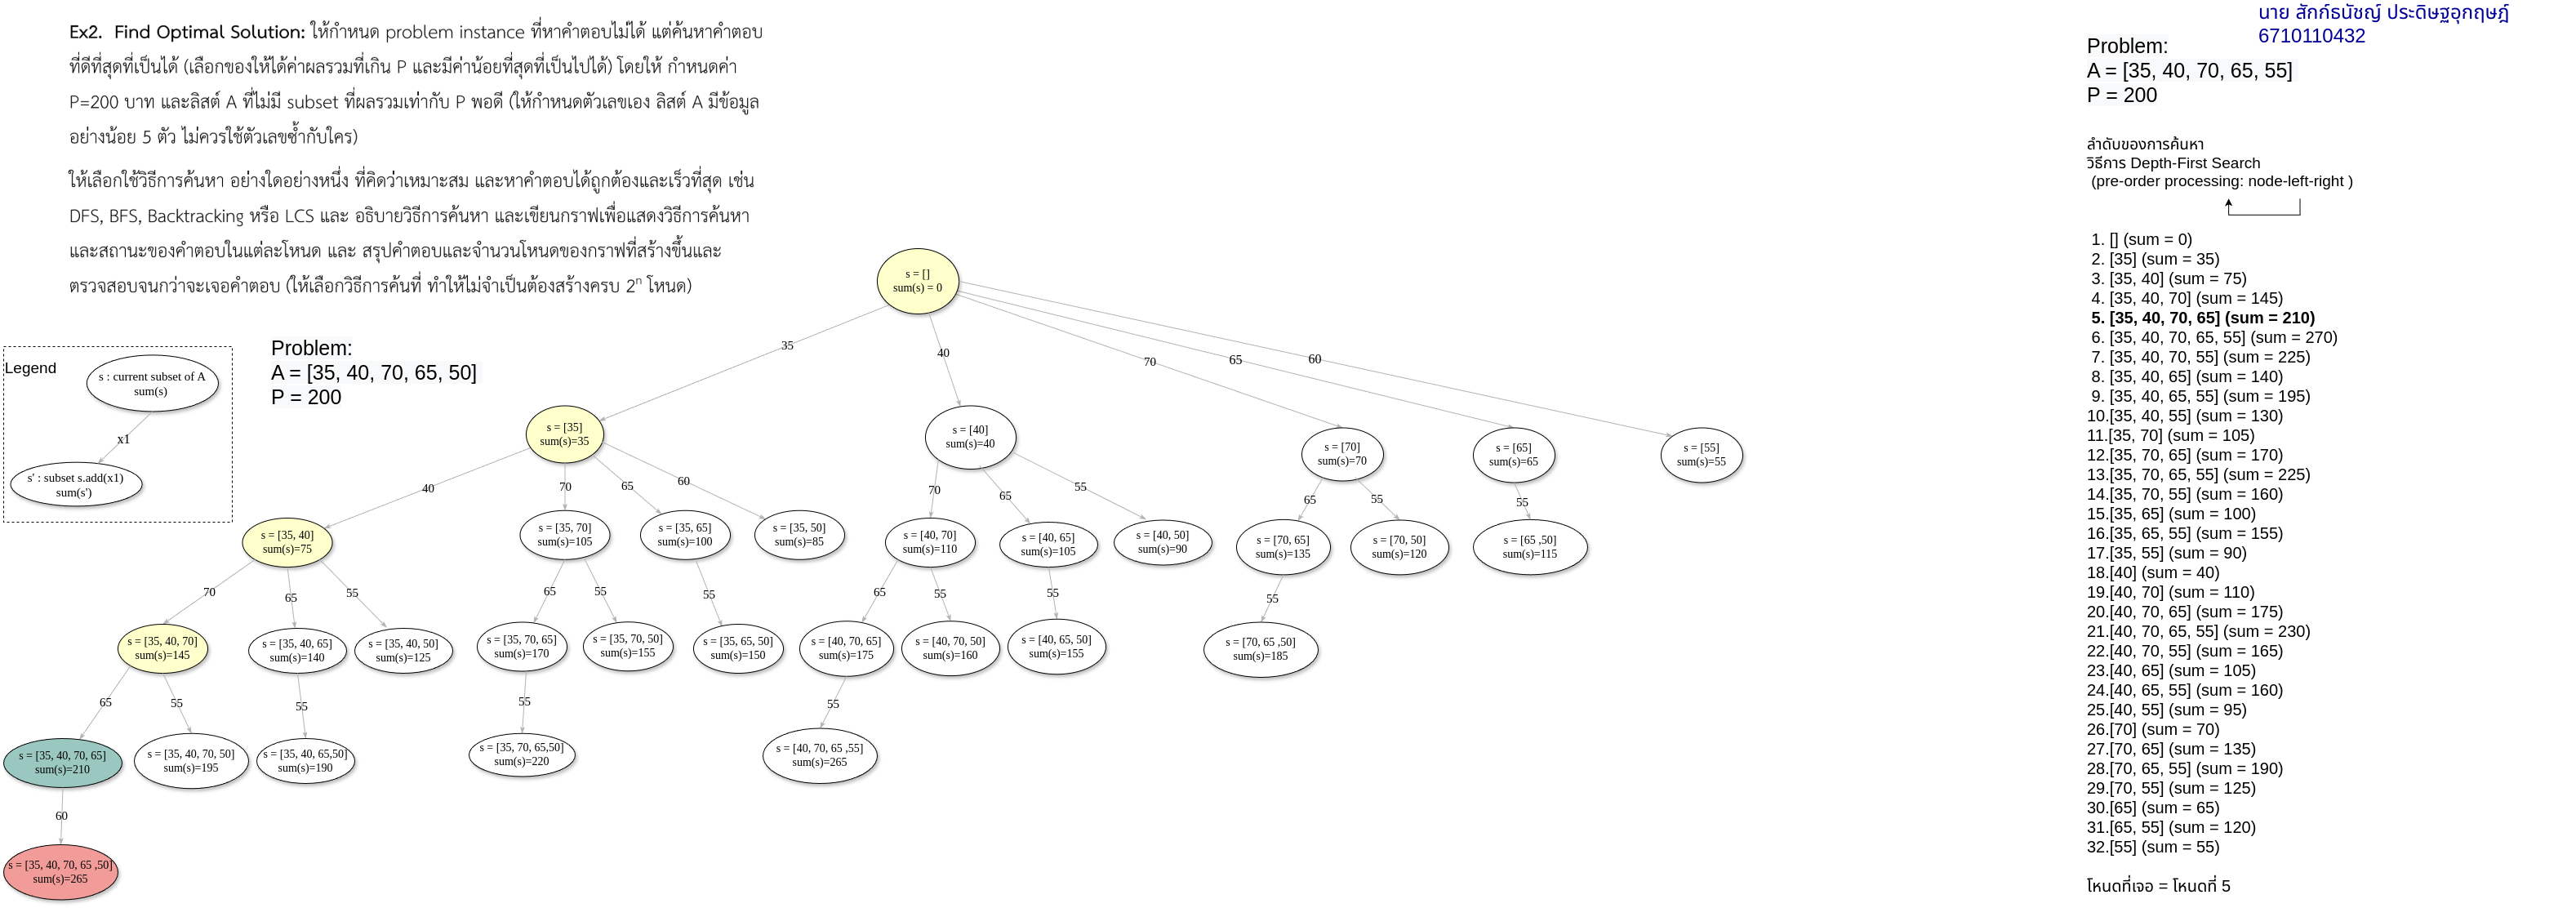 Ex2. Find Optimal Solution: ให้กำหนด problem instance ที่หาคำตอบไม่ได้ แต่ค้นหาคำตอบ
ที่ดีที่สุดที่เป็นได้ (เลือกของให้ได้ค่าผลรวมที่เกิน P และมีค่าน้อยที่สุดที่เป็นไปได้) โดยให้ กำหนดค่า
P=200 บาท และลิสต์ A ที่ไม่มี subset ที่ผลรวมเท่ากับ P พอดี (ให้กำหนดตัวเลขเอง ลิสต์ A มีข้อมูล
อย่างน้อย 5 ตัว ไม่ควรใช้ตัวเลขซ้ำกับใคร)
ให้เลือกใช้วิธีการค้นหา อย่างใดอย่างหนึ่ง ที่คิดว่าเหมาะสม และหาคำตอบได้ถูกต้องและเร็วที่สุด เช่น
DFS, BFS, Backtracking หรือ LCS และ อธิบายวิธีการค้นหา และเขียนกราฟเพื่อแสดงวิธีการค้นหา
และสถานะของคำตอบในแต่ละโหนด และ สรุปคำตอบและจำนวนโหนดของกราฟที่สร้างขึ้นและ
ตรวจสอบจนกว่าจะเจอคำตอบ (ให้เลือกวิธีการค้นที่ ทำให้ไม่จำเป็นต้องสร้างครบ 2n โหนด)
Legend
s : current subset of A
sum(s)
x1
s' : subset s.add(x1)
sum(s')
Problem:
A = [35, 40, 70, 65, 50]
P = 200
s = []
sum(s) = 0
35
40
70
65
60
s = [35]
sum(s)=35
s = [40]
sum(s)=40
s = [70]
sum(s)=70
s = [65]
sum(s)=65
s = [55]
sum(s)=55
40
70
65
60
70
65
55
65
55
55
s = [35, 40]
sum(s)=75
s = [35, 70]
sum(s)=105
s = [35, 65]
sum(s)=100
s = [35, 50]
sum(s)=85
s = [40, 70]
sum(s)=110
s = [40, 65]
sum(s)=105
s = [40, 50]
sum(s)=90
s = [70, 65]
sum(s)=135
s = [70, 50]
sum(s)=120
s = [65 ,50]
sum(s)=115
70
65
55
65
55
55
65
55
55
55
s = [35, 40, 70]
sum(s)=145
s = [35, 40, 65]
sum(s)=140
s = [35, 40, 50]
sum(s)=125
s = [35, 70, 65]
sum(s)=170
s = [35, 70, 50]
sum(s)=155
s = [35, 65, 50]
sum(s)=150
s = [40, 70, 65]
sum(s)=175
s = [40, 70, 50]
sum(s)=160
s = [40, 65, 50]
sum(s)=155
s = [70, 65 ,50]
sum(s)=185
65
55
55
55
55
s = [35, 40, 70, 65]
sum(s)=210
s = [35, 40, 70, 50]
sum(s)=195
s = [35, 40, 65,50]
sum(s)=190
s = [35, 70, 65,50]
sum(s)=220
s = [40, 70, 65 ,55]
sum(s)=265
60
s = [35, 40, 70, 65 ,50]
sum(s)=265
นาย สักก์ธนัชญ์ ประดิษฐอุกฤษฎ์
6710110432
Problem:
A = [35, 40, 70, 65, 55]
P = 200
ลำดับของการค้นหา
วิธีการ Depth-First Search
(pre-order processing: node-left-right )
1. [] (sum = 0)
2. [35] (sum = 35)
3. [35, 40] (sum = 75)
4. [35, 40, 70] (sum = 145)
5. [35, 40, 70, 65] (sum = 210)
6. [35, 40, 70, 65, 55] (sum = 270)
7. [35, 40, 70, 55] (sum = 225)
8. [35, 40, 65] (sum = 140)
9. [35, 40, 65, 55] (sum = 195)
10.[35, 40, 55] (sum = 130)
11.[35, 70] (sum = 105)
12.[35, 70, 65] (sum = 170)
13.[35, 70, 65, 55] (sum = 225)
14.[35, 70, 55] (sum = 160)
15.[35, 65] (sum = 100)
16.[35, 65, 55] (sum = 155)
17.[35, 55] (sum = 90)
18.[40] (sum = 40)
19.[40, 70] (sum = 110)
20.[40, 70, 65] (sum = 175)
21.[40, 70, 65, 55] (sum = 230)
22.[40, 70, 55] (sum = 165)
23.[40, 65] (sum = 105)
24.[40, 65, 55] (sum = 160)
25.[40, 55] (sum = 95)
26.[70] (sum = 70)
27.[70, 65] (sum = 135)
28.[70, 65, 55] (sum = 190)
29.[70, 55] (sum = 125)
30.[65] (sum = 65)
31.[65, 55] (sum = 120)
32.[55] (sum = 55)
โหนดที่เจอ = โหนดที่ 5